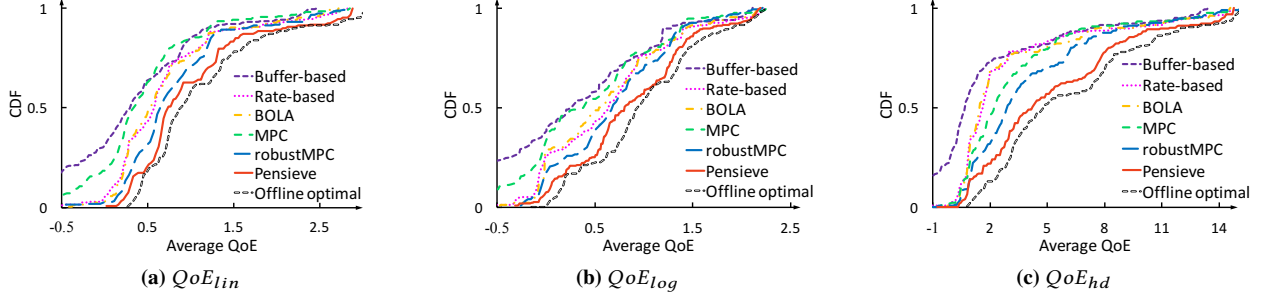 1
CDF
0.5
0
-0.5
0.5
1.5
2.5
Average QoE
Buffer-based
Rate-based
BOLA
MPC
robustMPC
Pensieve
Offline optimal
(a) QoE_lin
1
CDF
0.5
0
-0.5
0.5
1.5
2.5
Average QoE
Buffer-based
Rate-based
BOLA
MPC
robustMPC
Pensieve
Offline optimal
(b) QoE_log
1
CDF
0.5
0
-1
2
5
8
11
14
Average QoE
Buffer-based
Rate-based
BOLA
MPC
robustMPC
Pensieve
Offline optimal
(c) QoE_hd